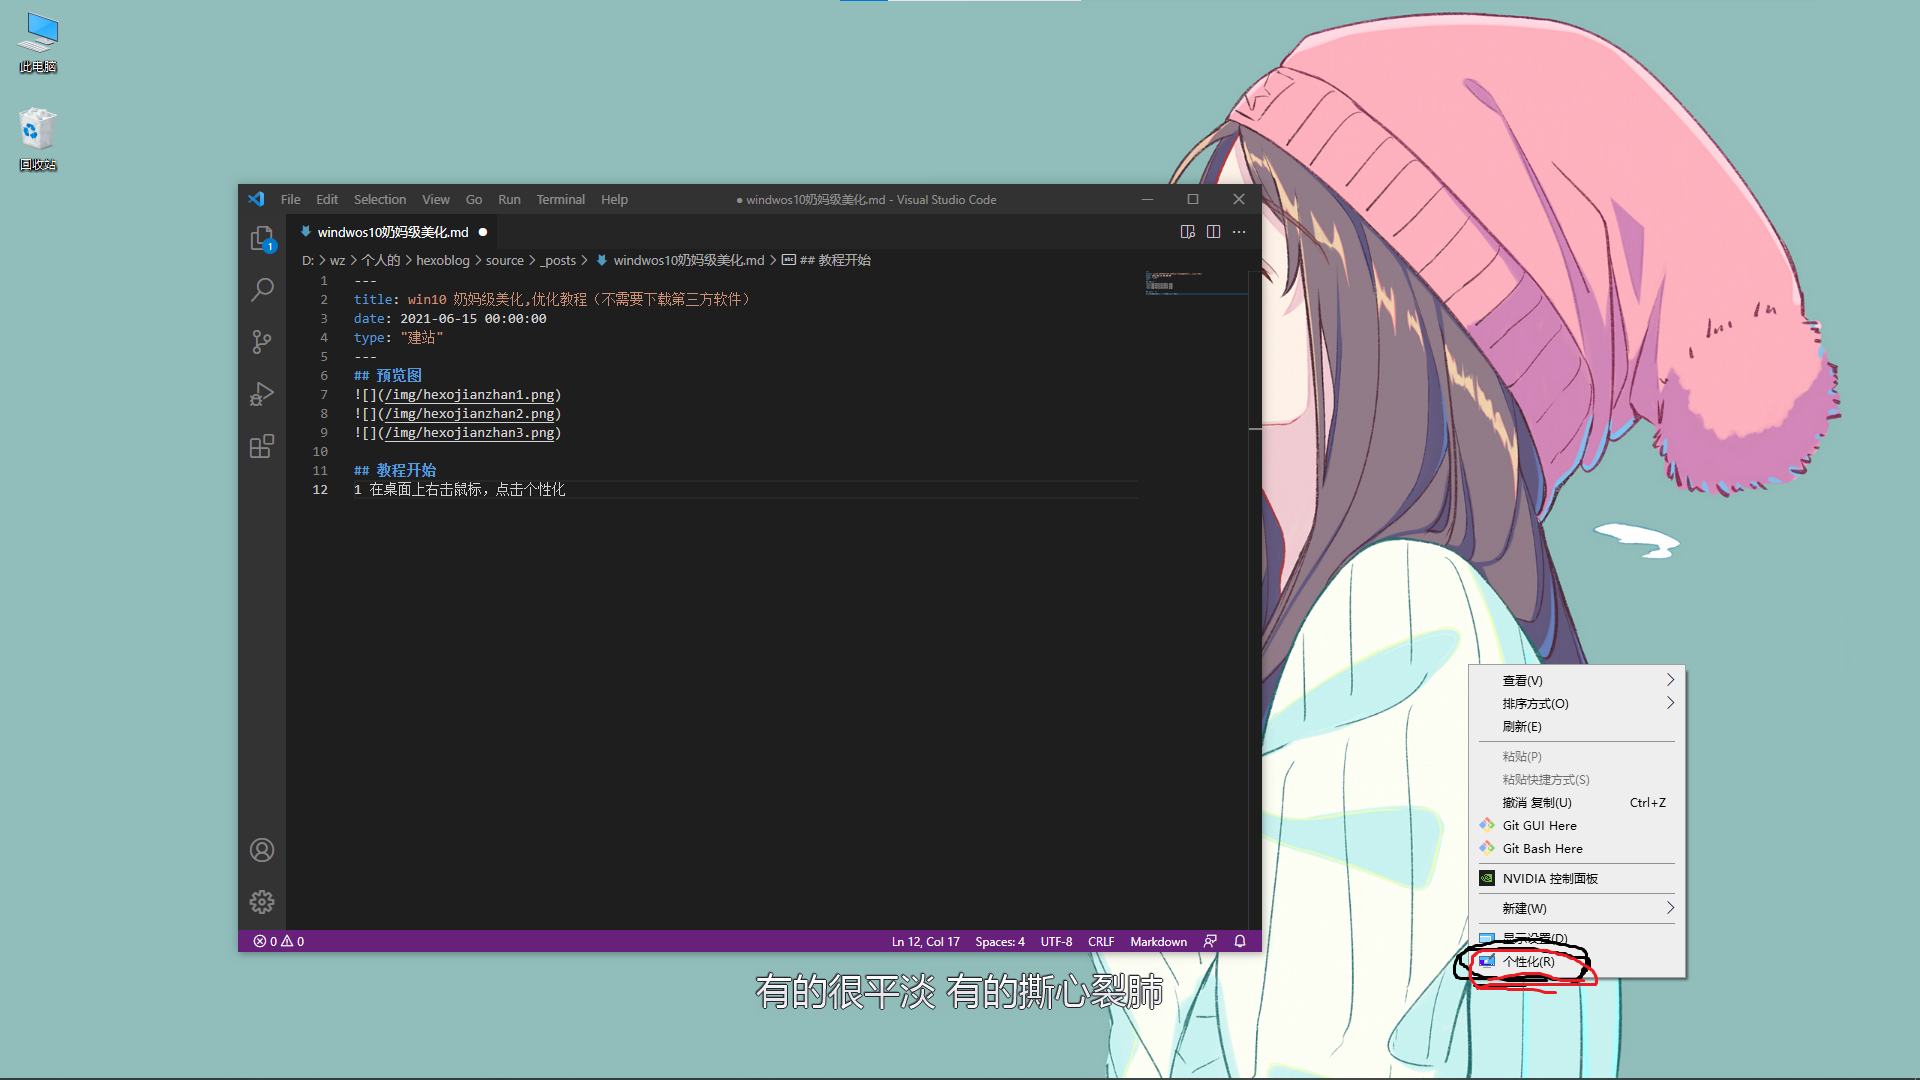 此电脑
回收站
File Edit Selection View Go Run Terminal Help ● windwos10奶妈级美化.md - Visual Studio Code
windwos10奶妈级美化.md ●
1
D: > wz > 个人的 > hexoblog > source > _posts > windwos10奶妈级美化.md > ## 教程开始
1 ---
2 title: win10 奶妈级美化,优化教程（不需要下载第三方软件）
3 date: 2021-06-15 00:00:00
4 type: "建站"
5 ---
6 ## 预览图
7 ![](/img/hexojianzhan1.png)
8 ![](/img/hexojianzhan2.png)
9 ![](/img/hexojianzhan3.png)
10
11 ## 教程开始
12 1 在桌面上右击鼠标，点击个性化
0 0 Ln 12, Col 17 Spaces: 4 UTF-8 CRLF Markdown
查看(V)
排序方式(O)
刷新(E)
粘贴(P)
粘贴快捷方式(S)
撤消 复制(U) Ctrl+Z
Git GUI Here
Git Bash Here
NVIDIA 控制面板
新建(W)
显示设置(D)
个性化(R)
有的很平淡 有的撕心裂肺